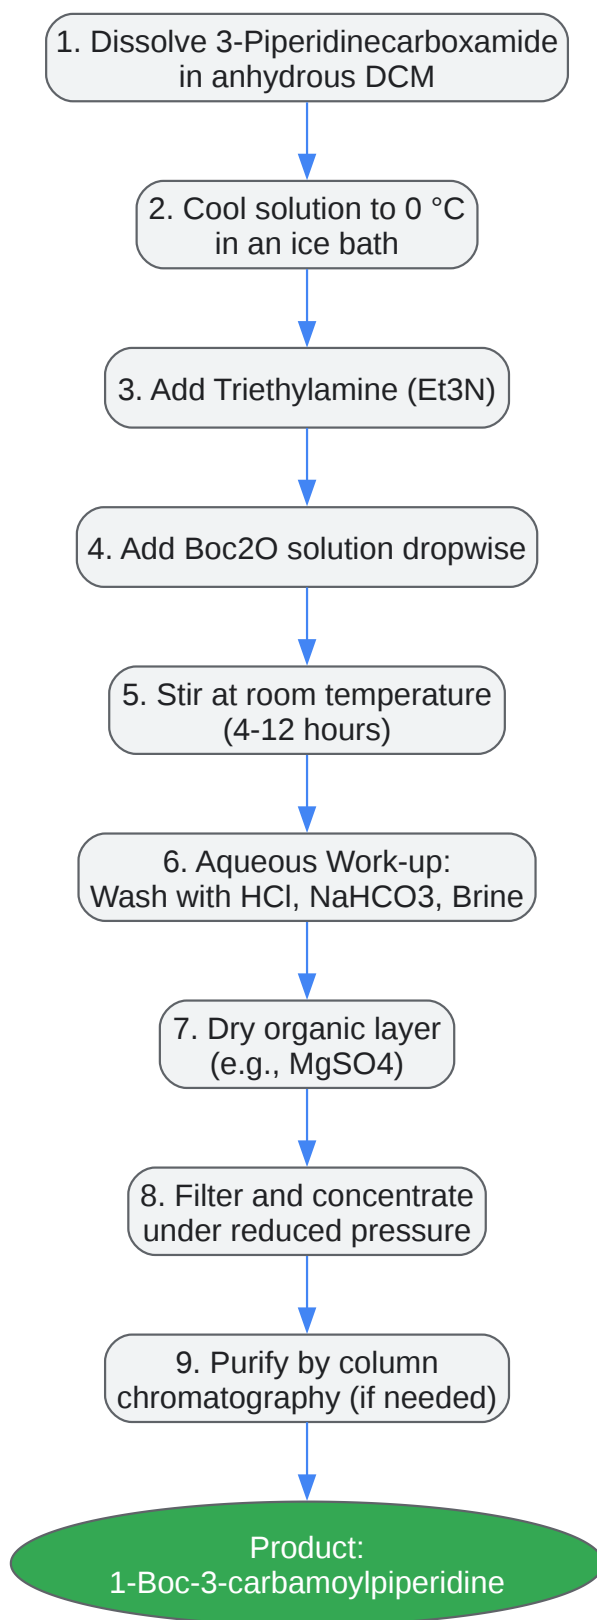 1. Dissolve 3-Piperidinecarboxamide
in anhydrous DCM
2. Cool solution to 0 °C
in an ice bath
3. Add Triethylamine (Et3N)
4. Add Boc2O solution dropwise
5. Stir at room temperature
(4-12 hours)
6. Aqueous Work-up:
Wash with HCl, NaHCO3, Brine
7. Dry organic layer
(e.g., MgSO4)
8. Filter and concentrate
under reduced pressure
9. Purify by column
chromatography (if needed)
Product:
1-Boc-3-carbamoylpiperidine